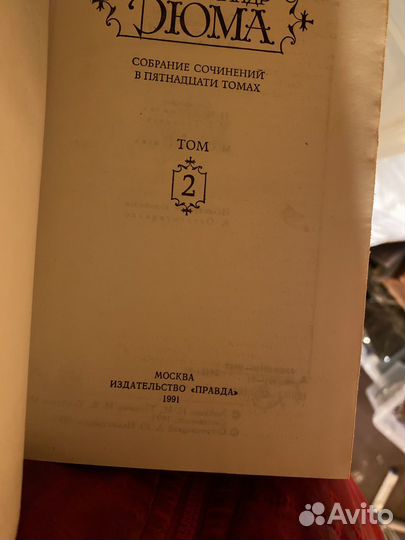 ДЮМА
СОБРАНИЕ СОЧИНЕНИЙ
В ПЯТНАДЦАТИ ТОМАХ
ТОМ
2
МОСКВА
ИЗДАТЕЛЬСТВО «ПРАВДА»
1991
Avito